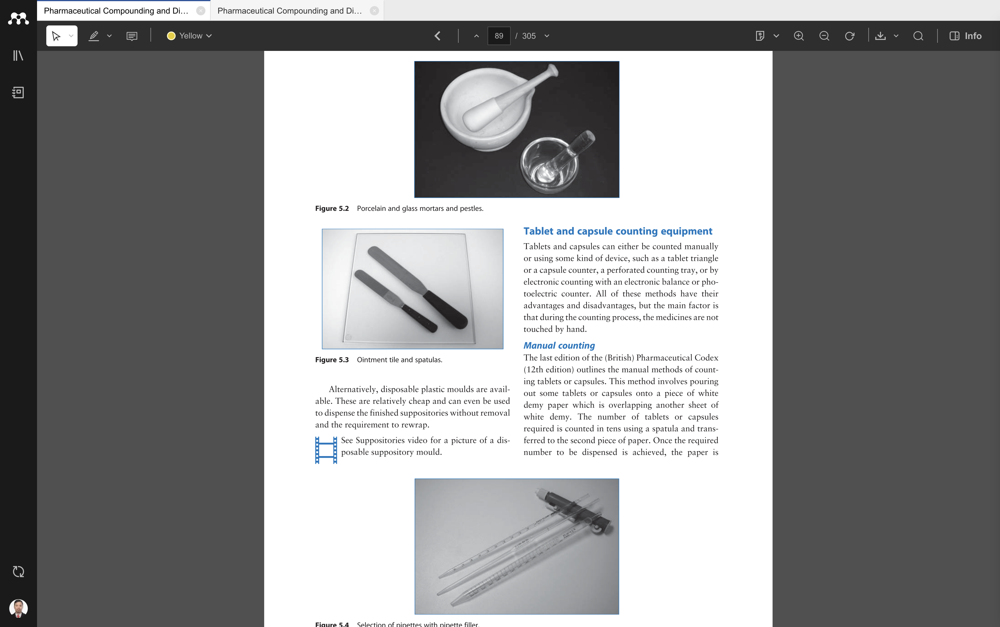 Pharmaceutical Compounding and Di...
Pharmaceutical Compounding and Di...
Yellow
89 / 305
Info
Figure 5.2 Porcelain and glass mortars and pestles.
Figure 5.3 Ointment tile and spatulas.
Alternatively, disposable plastic moulds are avail-
able. These are relatively cheap and can even be used
to dispense the finished suppositories without removal
and the requirement to rewrap.
See Suppositories video for a picture of a dis-
posable suppository mould.
Tablet and capsule counting equipment
Tablets and capsules can either be counted manually
or using some kind of device, such as a tablet triangle
or a capsule counter, a perforated counting tray, or by
electronic counting with an electronic balance or pho-
toelectric counter. All of these methods have their
advantages and disadvantages, but the main factor is
that during the counting process, the medicines are not
touched by hand.
Manual counting
The last edition of the (British) Pharmaceutical Codex
(12th edition) outlines the manual methods of count-
ing tablets or capsules. This method involves pouring
out some tablets or capsules onto a piece of white
demy paper which is overlapping another sheet of
white demy. The number of tablets or capsules
required is counted in tens using a spatula and trans-
ferred to the second piece of paper. Once the required
number to be dispensed is achieved, the paper is
Figure 5.4 Selection of pipettes with pipette filler.